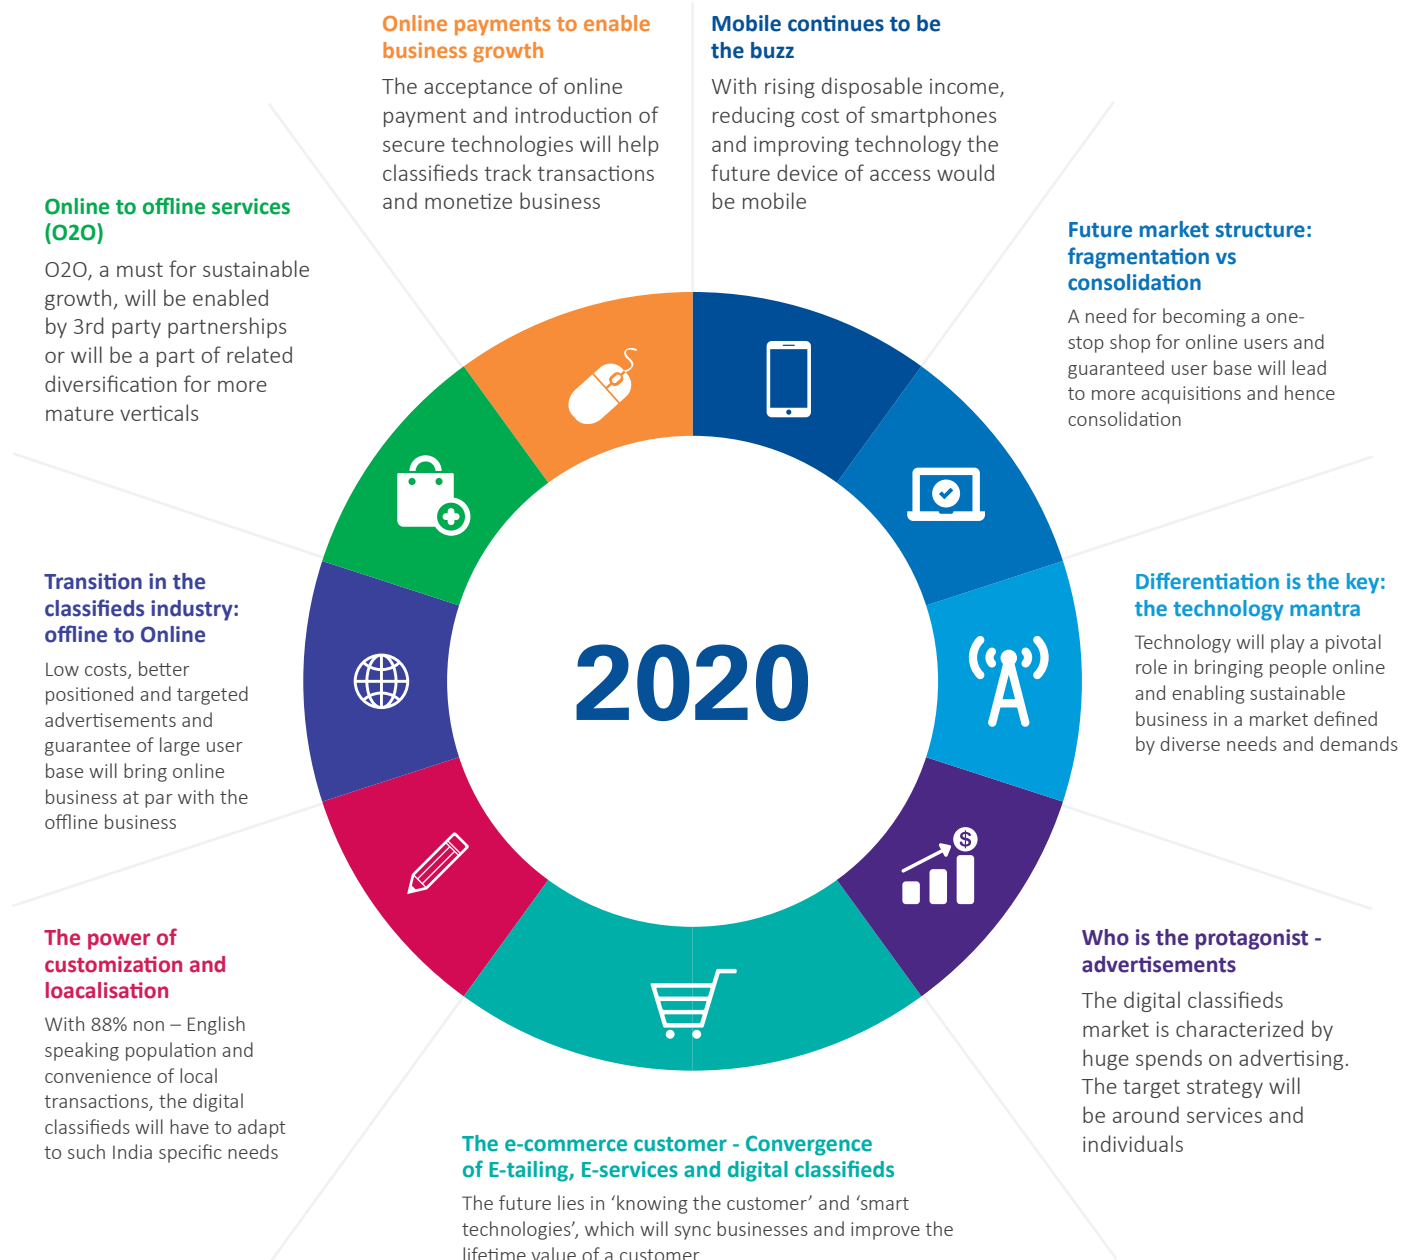 Online payments to enable
business growth
The acceptance of online
payment and introduction of
secure technologies will help
classifieds track transactions
and monetize business
Mobile continues to be
the buzz
With rising disposable income,
reducing cost of smartphones
and improving technology the
future device of access would
be mobile
Online to offline services
(O2O)
O2O, a must for sustainable
growth, will be enabled
by 3rd party partnerships
or will be a part of related
diversification for more
mature verticals
Future market structure:
fragmentation vs
consolidation
A need for becoming a one-
stop shop for online users and
guaranteed user base will lead
to more acquisitions and hence
consolidation
Transition in the
classifieds industry:
offline to Online
Low costs, better
positioned and targeted
advertisements and
guarantee of large user
base will bring online
business at par with the
offline business
2020
Differentiation is the key:
the technology mantra
Technology will play a pivotal
role in bringing people online
and enabling sustainable
business in a market defined
by diverse needs and demands
$
The power of
customization and
loacalisation
With 88% non – English
speaking population and
convenience of local
transactions, the digital
classifieds will have to adapt
to such India specific needs
Who is the protagonist -
advertisements
The digital classifieds
market is characterized by
huge spends on advertising.
The target strategy will
be around services and
individuals
The e-commerce customer - Convergence
of E-tailing, E-services and digital classifieds
The future lies in ‘knowing the customer’ and ‘smart
technologies’, which will sync businesses and improve the
lifetime value of a customer